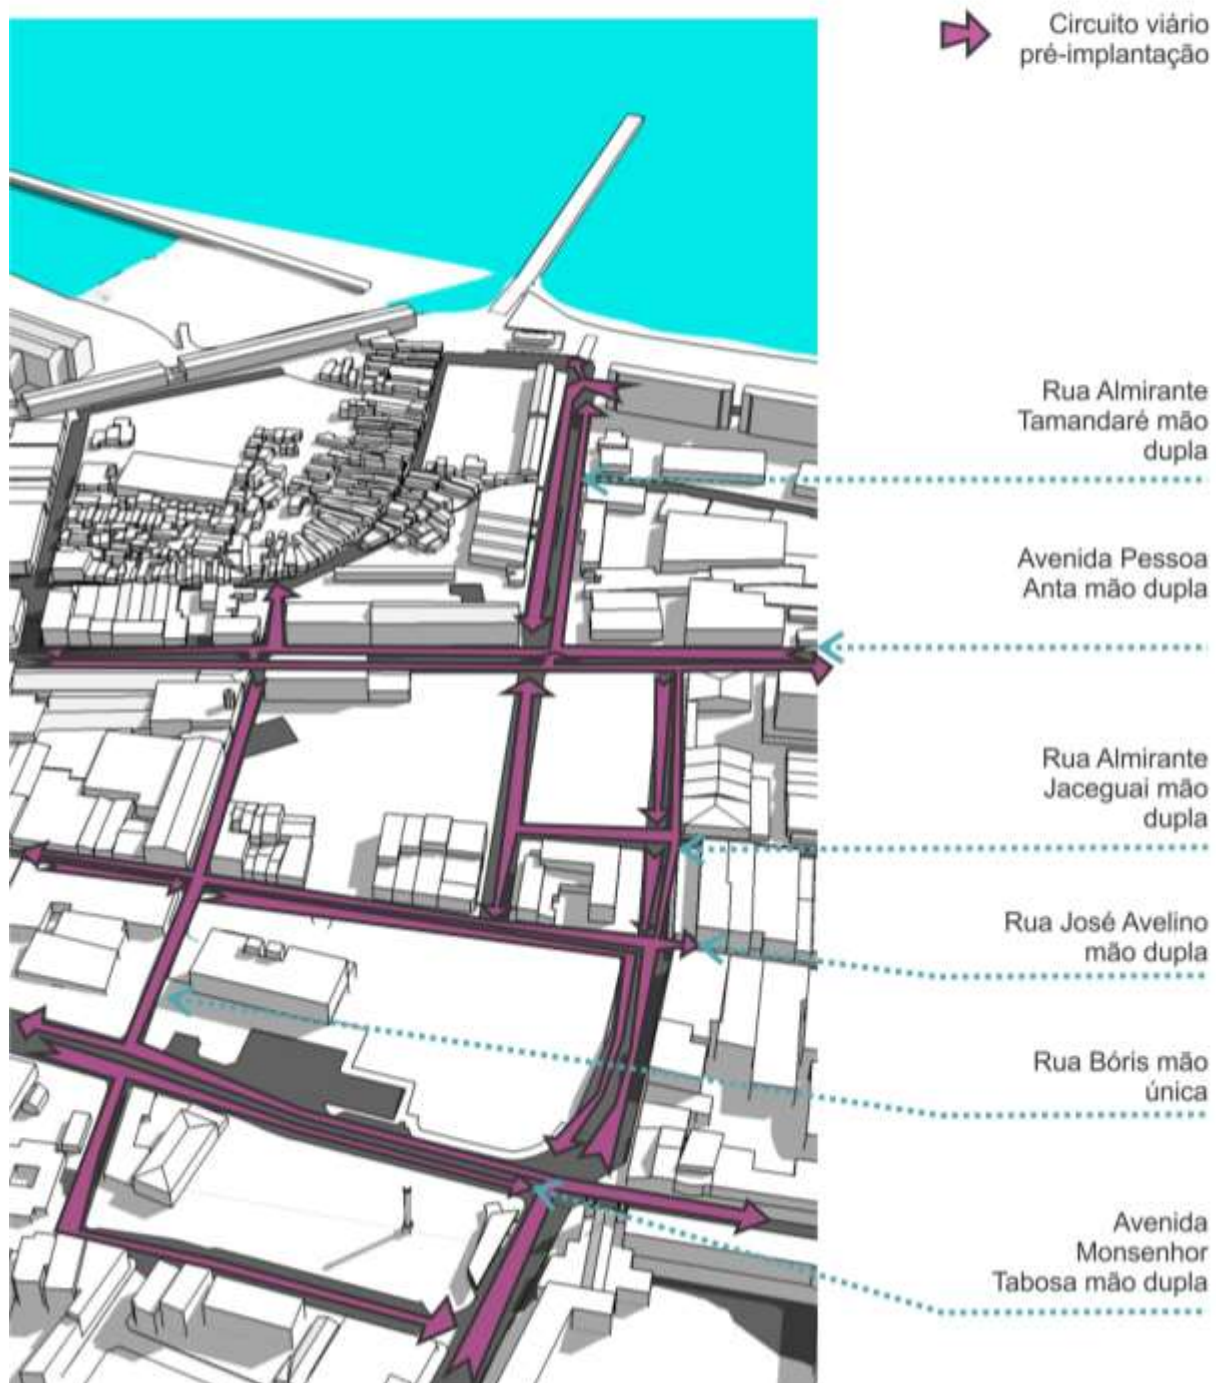 Circuito viário
pré-implantação
Rua Almirante
Tamandaré mão
dupla
Avenida Pessoa
Anta mão dupla
Rua Almirante
Jaceguai mão
dupla
Rua José Avelino
mão dupla
Rua Bóris mão
única
Avenida
Monsenhor
Tabosa mão dupla